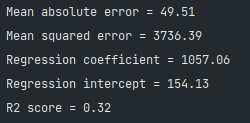 Mean absolute error = 49.51
Mean squared error = 3736.39
Regression coefficient = 1057.06
Regression intercept = 154.13
R2 score = 0.32